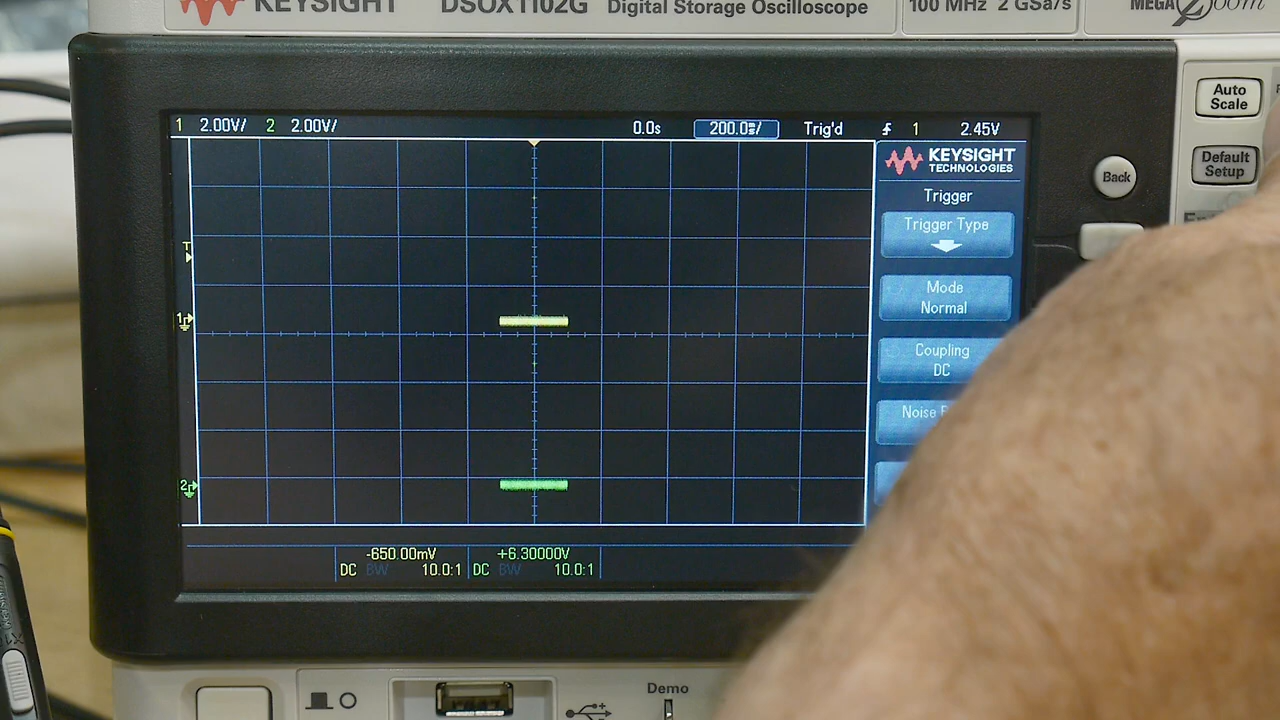 KEYSIGHT DSOX1102G Digital Storage Oscilloscope 100 MHz 2 GSa/s MEGA Zoom
Auto
Scale
Default
Setup
Back
1 2.00V/ 2 2.00V/ 0.0s 200.0ms/ Trig'd 1 2.45V
KEYSIGHT
TECHNOLOGIES
Trigger
Trigger Type
Mode
Normal
Coupling
DC
Noise
T
1
2
-650.00mV +6.30000V
DC BW 10.0:1 DC BW 10.0:1
Demo